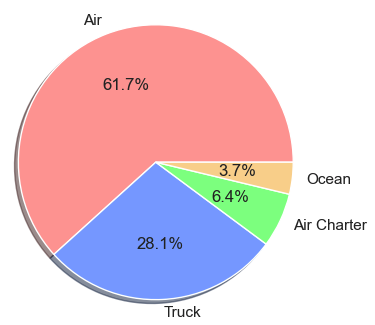 Air
61.7%
3.7%
Ocean
6.4%
Air Charter
28.1%
Truck